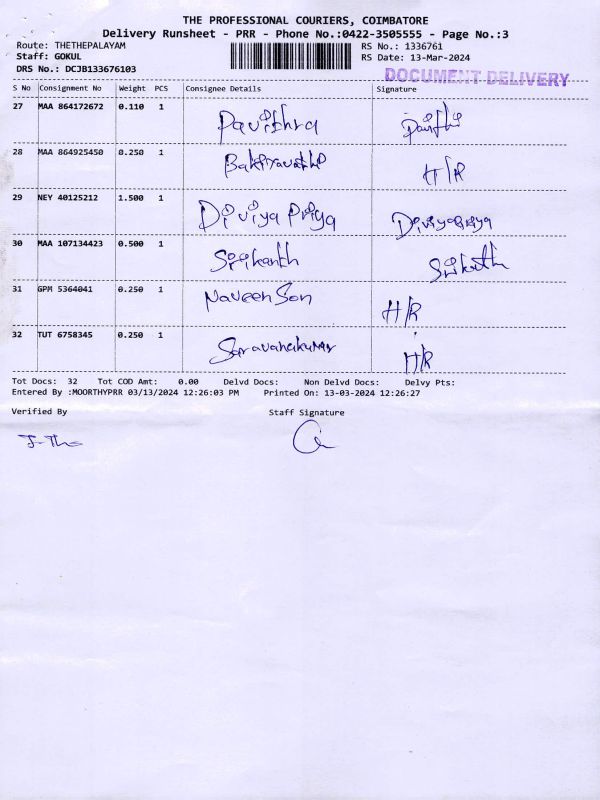 THE PROFESSIONAL COURIERS, COIMBATORE
Delivery Runsheet - PRR - Phone No.:0422-3505555 - Page No.:3
Route: THETHEPALAYAM RS No.: 1336761
Staff: GOKUL RS Date: 13-Mar-2024
DRS No.: DCJB133676103 DOCUMENT DELIVERY
S No Consignment No Weight PCS Consignee Details Signature
27 MAA 864172672 0.110 1 Pavithra
28 MAA 864925450 0.250 1 H/R
29 NEY 40125212 1.500 1 Diviya Priya Diviyapriya
30 MAA 107134423 0.500 1 Srikanth
31 GPM 5364041 0.250 1 Naveen Son H/R
32 TUT 6758345 0.250 1 Saravanakumar H/R
Tot Docs: 32 Tot COD Amt: 0.00 Delvd Docs: Non Delvd Docs: Delvy Pts:
Entered By :MOORTHYPRR 03/13/2024 12:26:03 PM Printed On: 13-03-2024 12:26:27
Verified By Staff Signature